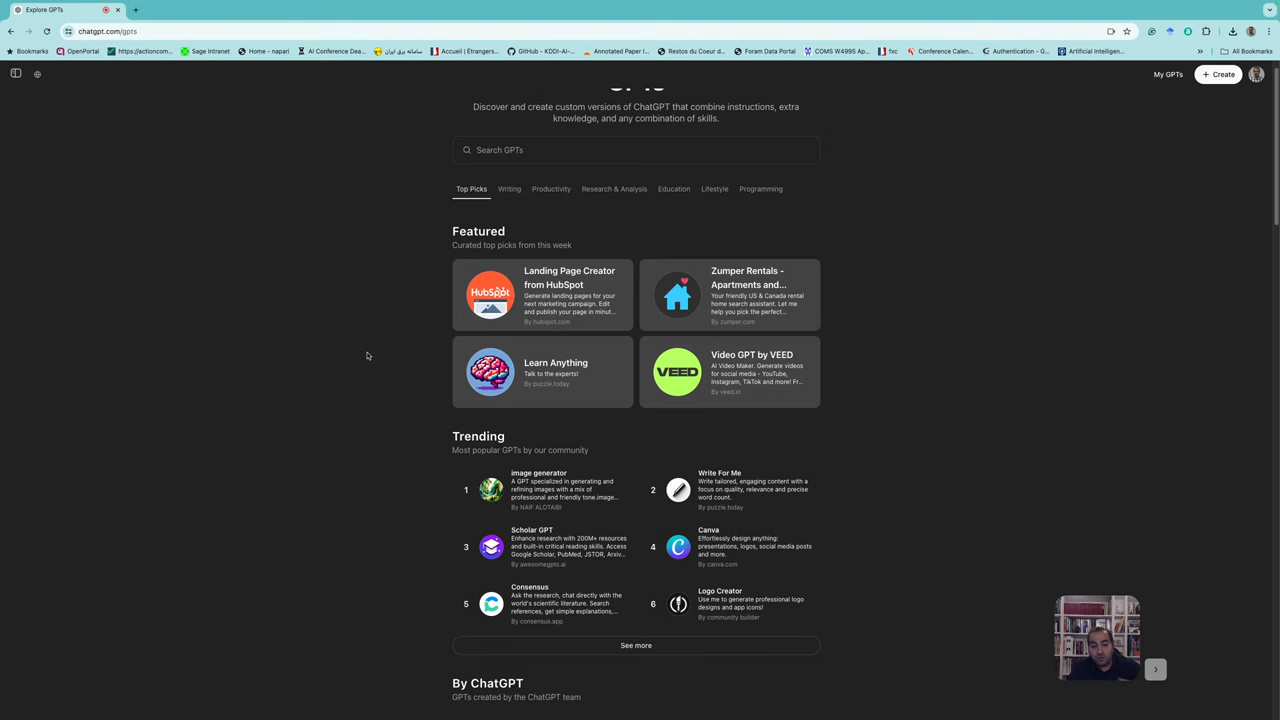 Explore GPTs
chatgpt.com/gpts
Bookmarks
OpenPortal
https://actioncom...
Sage Intranet
Home - napari
AI Conference Dea...
سامانه برق ایران
Accueil | Étrangers...
GitHub - KDDI-AI-...
Annotated Paper I...
Restos du Coeur d...
Foram Data Portal
COMS W4995 Ap...
fxc
Conference Calen...
Authentication - G...
Artificial Intelligen...
All Bookmarks
My GPTs
Create
GPTs
Discover and create custom versions of ChatGPT that combine instructions, extra
knowledge, and any combination of skills.
Search GPTs
Top Picks
Writing
Productivity
Research & Analysis
Education
Lifestyle
Programming
Featured
Curated top picks from this week
HubSpot
Landing Page Creator
from HubSpot
Generate landing pages for your
next marketing campaign. Edit
and publish your page in minut...
By hubspot.com
Zumper Rentals -
Apartments and...
Your friendly US & Canada rental
home search assistant. Let me
help you pick the perfect...
By zumper.com
Learn Anything
Talk to the experts!
By puzzle.today
VEED
Video GPT by VEED
AI Video Maker. Generate videos
for social media - YouTube,
Instagram, TikTok and more! Fr...
By veed.io
Trending
Most popular GPTs by our community
1
image generator
A GPT specialized in generating and
refining images with a mix of
professional and friendly tone.image...
By NAIF ALOTAIBI
2
Write For Me
Write tailored, engaging content with a
focus on quality, relevance and precise
word count.
By puzzle.today
3
Scholar GPT
Enhance research with 200M+ resources
and built-in critical reading skills. Access
Google Scholar, PubMed, JSTOR, Arxiv...
By awesomegpts.ai
4
Canva
Effortlessly design anything:
presentations, logos, social media posts
and more.
By canva.com
5
Consensus
Ask the research, chat directly with the
world's scientific literature. Search
references, get simple explanations,...
By consensus.app
6
Logo Creator
Use me to generate professional logo
designs and app icons!
By community builder
See more
By ChatGPT
GPTs created by the ChatGPT team